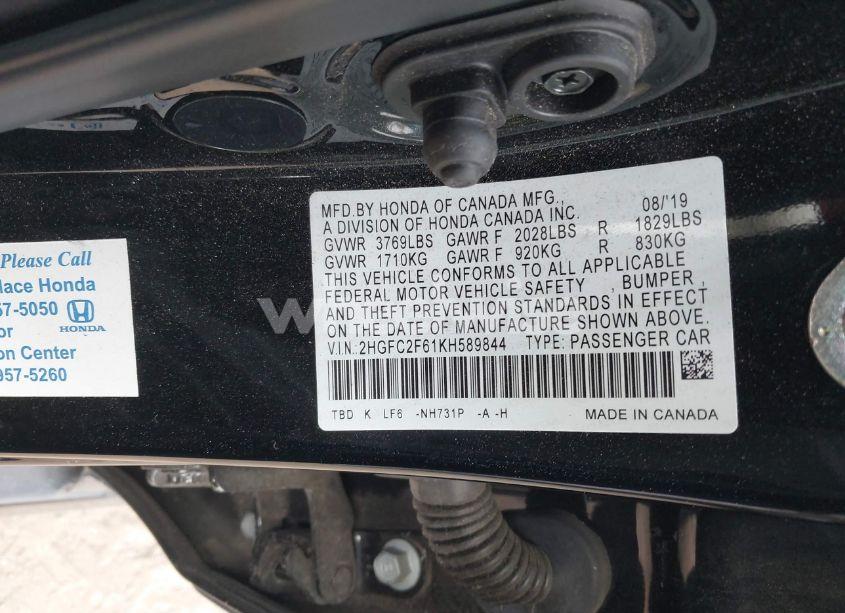 MFD.BY HONDA OF CANADA MFG., 08/'19
A DIVISION OF HONDA CANADA INC.
GVWR 3769LBS GAWR F 2028LBS R 1829LBS
GVWR 1710KG GAWR F 920KG R 830KG
THIS VEHICLE CONFORMS TO ALL APPLICABLE
FEDERAL MOTOR VEHICLE SAFETY , BUMPER ,
AND THEFT PREVENTION STANDARDS IN EFFECT
ON THE DATE OF MANUFACTURE SHOWN ABOVE.
V.I.N.: 2HGFC2F61KH589844 TYPE: PASSENGER CAR
TBD K LF6 -NH731P -A -H MADE IN CANADA
Please Call
lace Honda
57-5050
HONDA
or
on Center
957-5260